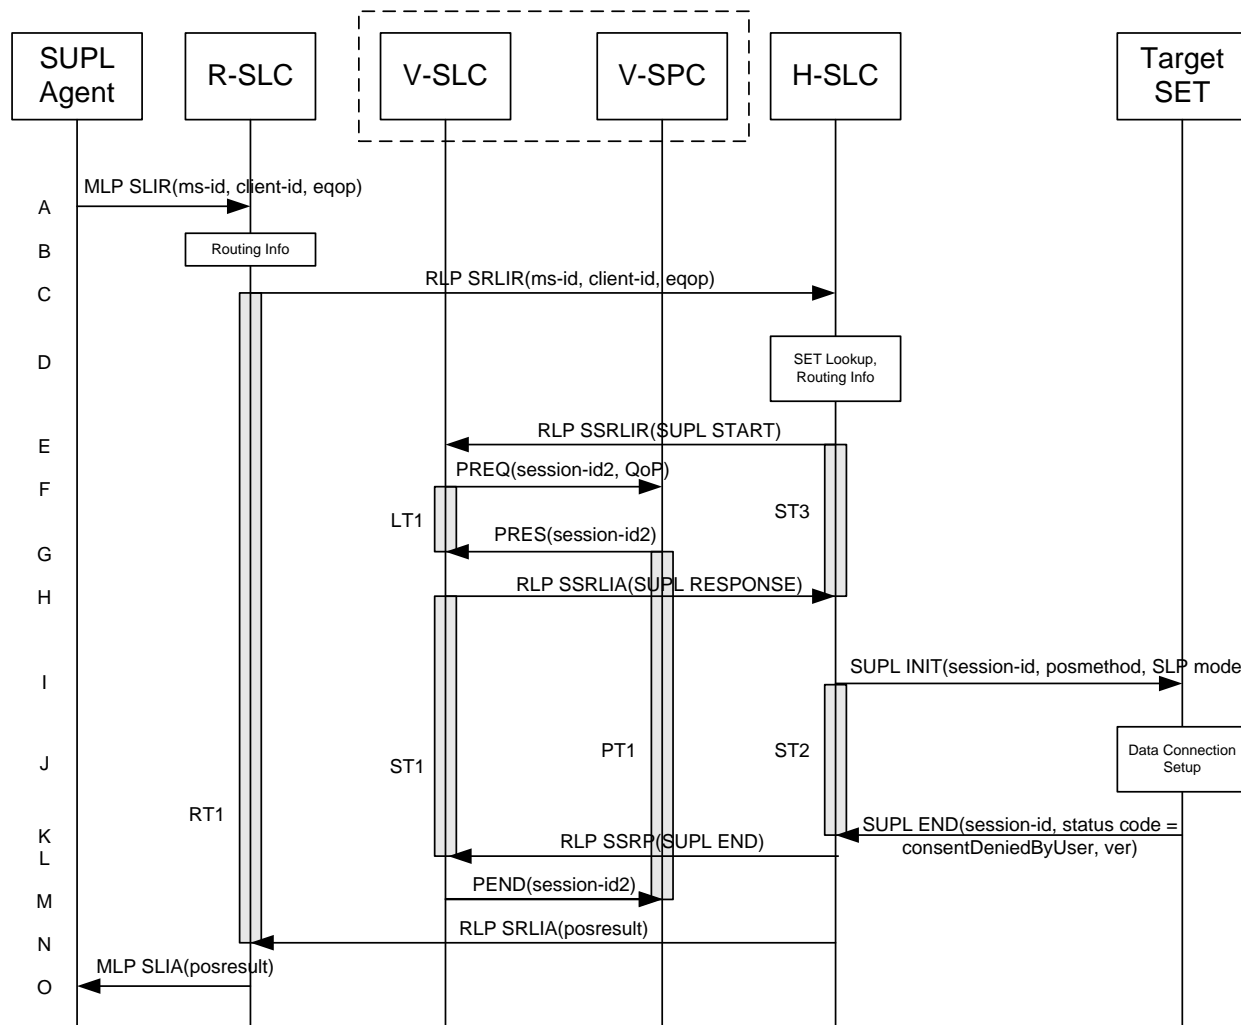 SUPL
Agent
R-SLC
V-SLC
V-SPC
H-SLC
Target
SET
MLP SLIR(ms-id, client-id, eqop)
A
B
Routing Info
RLP SRLIR(ms-id, client-id, eqop)
C
D
SET Lookup,
Routing Info
RLP SSRLIR(SUPL START)
E
PREQ(session-id2, QoP)
F
LT1
ST3
PRES(session-id2)
G
RLP SSRLIA(SUPL RESPONSE)
H
SUPL INIT(session-id, posmethod, SLP mode
I
J
ST1
PT1
ST2
Data Connection
Setup
RT1
SUPL END(session-id, status code =
consentDeniedByUser, ver)
K
RLP SSRP(SUPL END)
L
PEND(session-id2)
M
RLP SRLIA(posresult)
N
MLP SLIA(posresult)
O